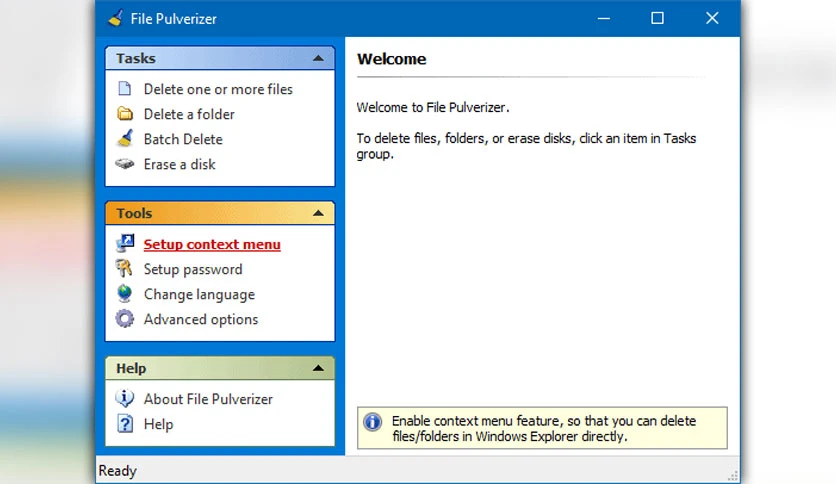 File Pulverizer
Tasks
Delete one or more files
Delete a folder
Batch Delete
Erase a disk
Tools
Setup context menu
Setup password
Change language
Advanced options
Help
About File Pulverizer
Help
Welcome
Welcome to File Pulverizer.
To delete files, folders, or erase disks, click an item in Tasks
group.
Enable context menu feature, so that you can delete
files/folders in Windows Explorer directly.
Ready